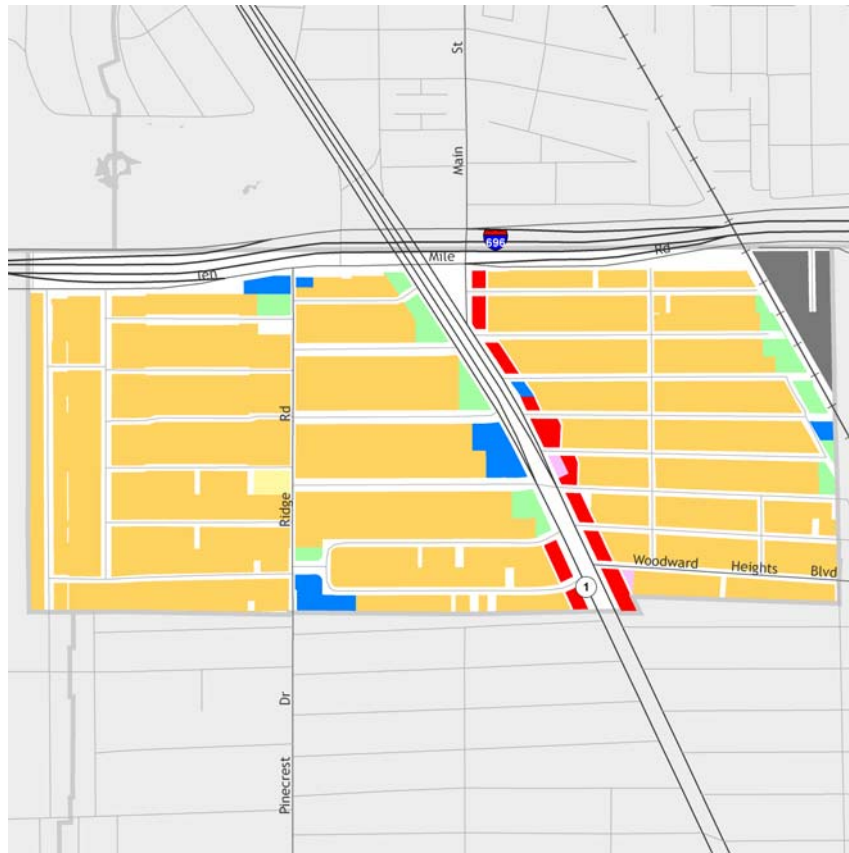 St
Main
696
Ten
Mile
Rd
Rd
Ridge
Woodward Heights Blvd
1
Dr
Pinecrest